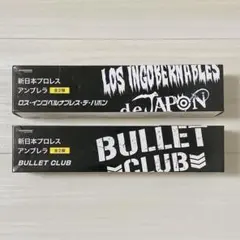 新日本プロレス
アンブレラ 全2種
ロス・インゴベルナブレス・デ・ハポン
LOS INGOBERNABLES
de JAPON
新日本プロレス
アンブレラ 全2種
BULLET CLUB
BULLET
CLUB